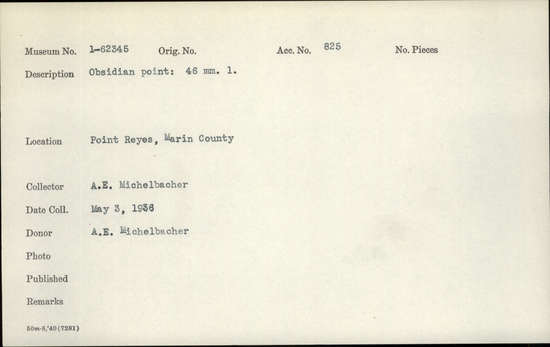 Museum No. 1-62345 Orig. No. Acc. No. 825 No. Pieces
Description Obsidian point: 46 mm. l.
Location Point Reyes, Marin County
Collector A.E. Michelbacher
Date Coll. May 3, 1936
Donor A.E. Michelbacher
Photo
Published
Remarks
50m-8,'40(7281)